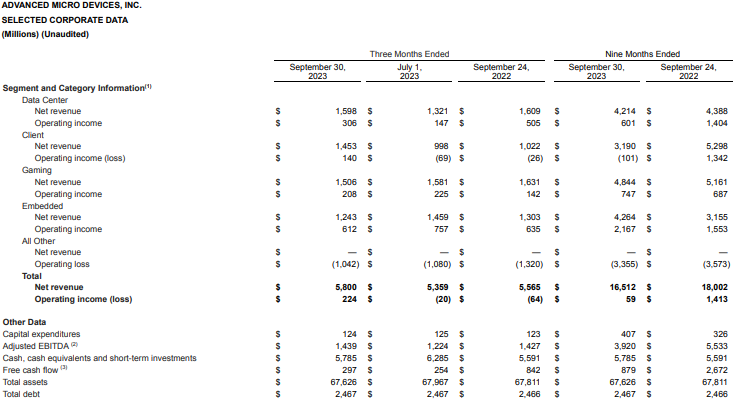 ADVANCED MICRO DEVICES, INC.
SELECTED CORPORATE DATA
(Millions) (Unaudited)
Three Months Ended Nine Months Ended
September 30, 2023 July 1, 2023 September 24, 2022 September 30, 2023 September 24, 2022
Segment and Category Information(1)
Data Center
Net revenue $ 1,598 $ 1,321 $ 1,609 $ 4,214 $ 4,388
Operating income $ 306 $ 147 $ 505 $ 601 $ 1,404
Client
Net revenue $ 1,453 $ 998 $ 1,022 $ 3,190 $ 5,298
Operating income (loss) $ 140 $ (69) $ (26) $ (101) $ 1,342
Gaming
Net revenue $ 1,506 $ 1,581 $ 1,631 $ 4,844 $ 5,161
Operating income $ 208 $ 225 $ 142 $ 747 $ 687
Embedded
Net revenue $ 1,243 $ 1,459 $ 1,303 $ 4,264 $ 3,155
Operating income $ 612 $ 757 $ 635 $ 2,167 $ 1,553
All Other
Net revenue $ — $ — $ — $ — $ —
Operating loss $ (1,042) $ (1,080) $ (1,320) $ (3,355) $ (3,573)
Total
Net revenue $ 5,800 $ 5,359 $ 5,565 $ 16,512 $ 18,002
Operating income (loss) $ 224 $ (20) $ (64) $ 59 $ 1,413
Other Data
Capital expenditures $ 124 $ 125 $ 123 $ 407 $ 326
Adjusted EBITDA (2) $ 1,439 $ 1,224 $ 1,427 $ 3,920 $ 5,533
Cash, cash equivalents and short-term investments $ 5,785 $ 6,285 $ 5,591 $ 5,785 $ 5,591
Free cash flow (3) $ 297 $ 254 $ 842 $ 879 $ 2,672
Total assets $ 67,626 $ 67,967 $ 67,811 $ 67,626 $ 67,811
Total debt $ 2,467 $ 2,467 $ 2,466 $ 2,467 $ 2,466